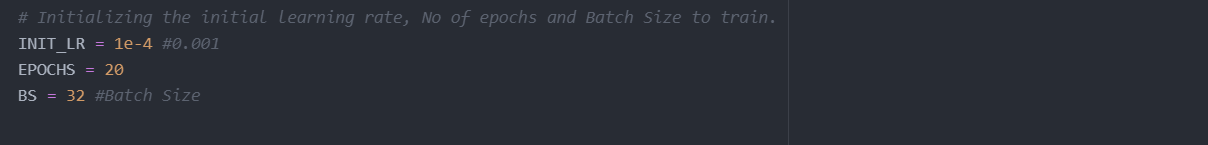 # Initializing the initial learning rate, No of epochs and Batch Size to train.
INIT_LR = 1e-4 #0.001
EPOCHS = 20
BS = 32 #Batch Size